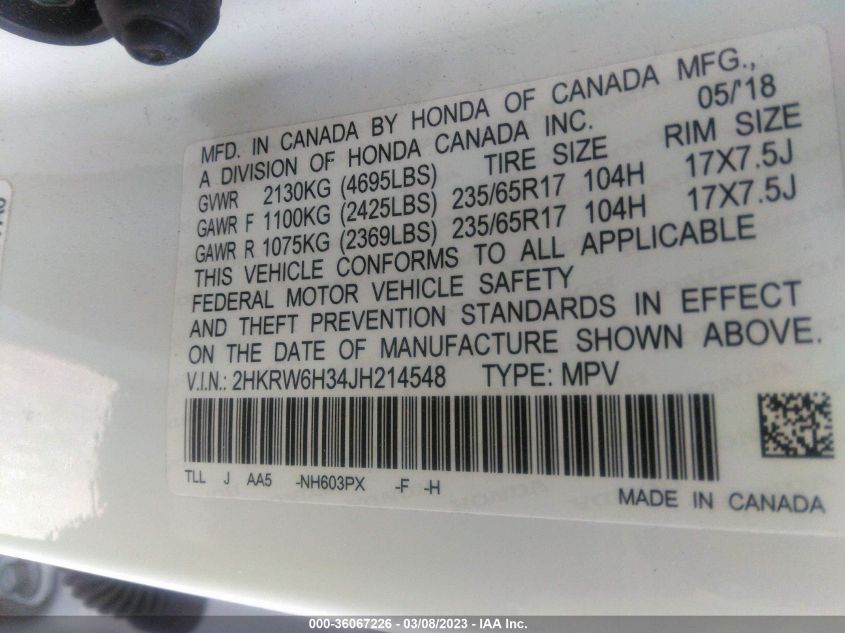 MFD. IN CANADA BY HONDA OF CANADA MFG.,
A DIVISION OF HONDA CANADA INC. 05/'18
GVWR 2130KG (4695LBS) TIRE SIZE RIM SIZE
GAWR F 1100KG (2425LBS) 235/65R17 104H 17X7.5J
GAWR R 1075KG (2369LBS) 235/65R17 104H 17X7.5J
THIS VEHICLE CONFORMS TO ALL APPLICABLE
FEDERAL MOTOR VEHICLE SAFETY
AND THEFT PREVENTION STANDARDS IN EFFECT
ON THE DATE OF MANUFACTURE SHOWN ABOVE.
V.I.N.: 2HKRW6H34JH214548 TYPE: MPV
TLL J AA5 -NH603PX -F -H
MADE IN CANADA
000-36067226 - 03/08/2023 - IAA Inc.